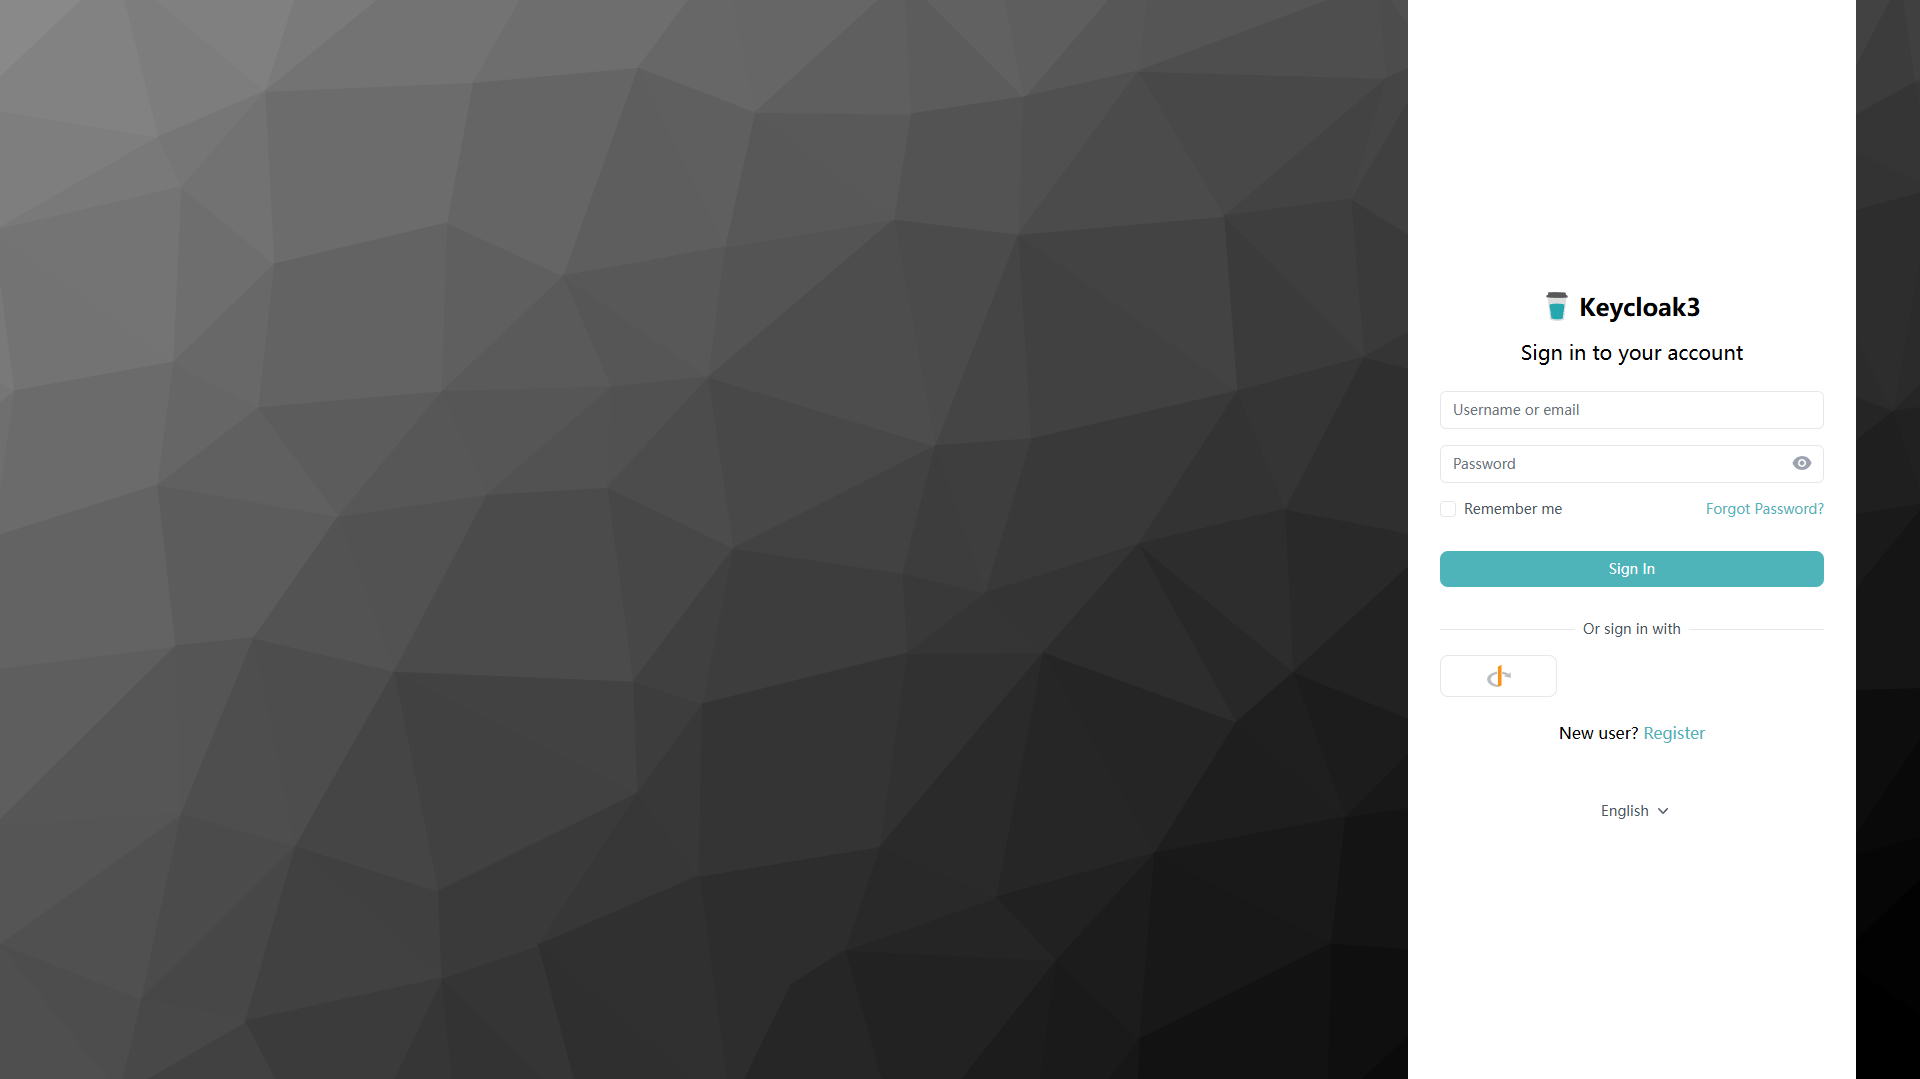 Keycloak3
Sign in to your account
Username or email
Password
Remember me
Forgot Password?
Sign In
Or sign in with
New user? Register
English